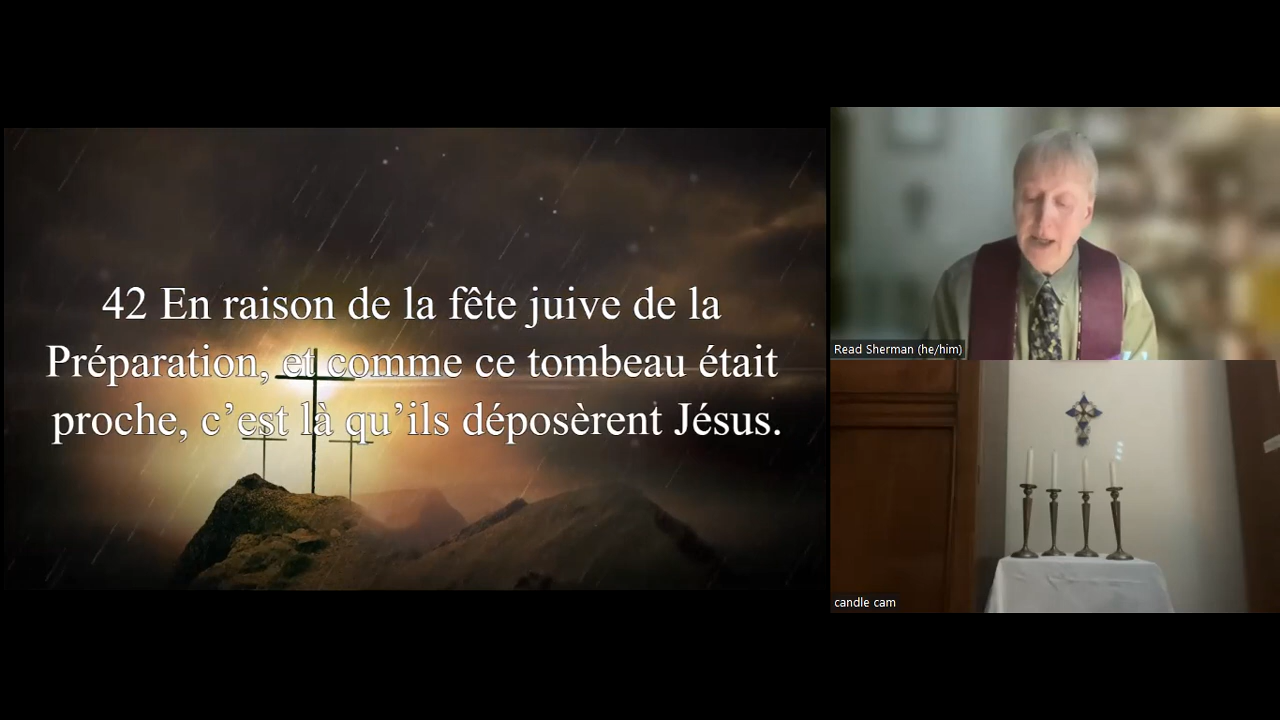 42 En raison de la fête juive de la
Préparation, et comme ce tombeau était
proche, c’est là qu’ils déposèrent Jésus.
Read Sherman (he/him)
candle cam